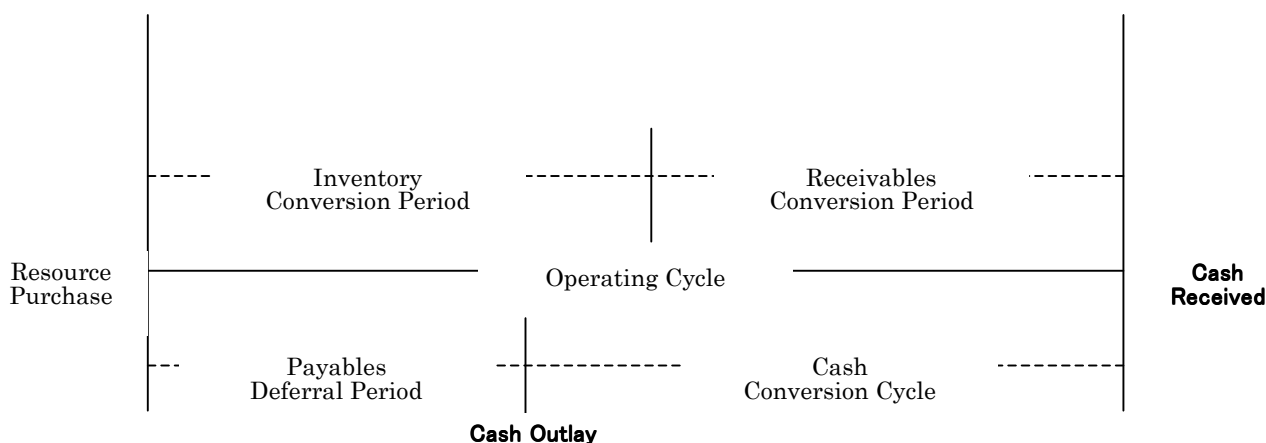 Inventory
Conversion Period
Receivables
Conversion Period
Resource
Purchase
Operating Cycle
Cash
Received
Payables
Deferral Period
Cash
Conversion Cycle
Cash Outlay